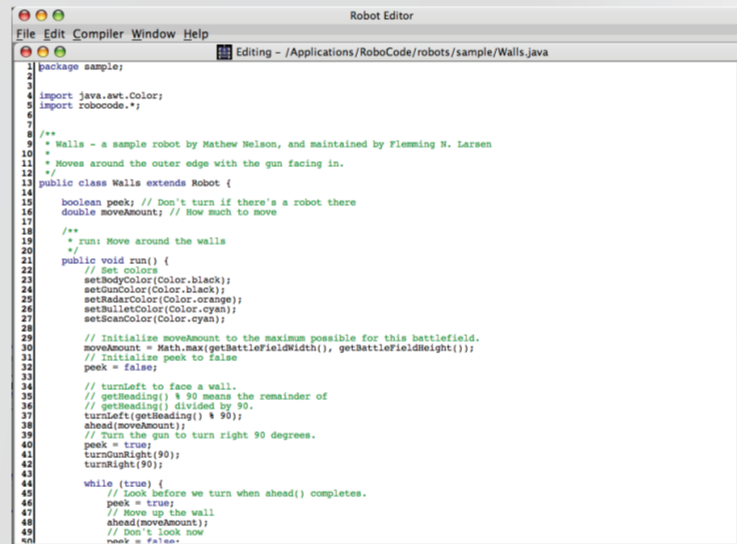 Robot Editor
File Edit Compiler Window Help
Editing - /Applications/RoboCode/robots/sample/Walls.java
1 package sample;
2
3
4 import java.awt.Color;
5 import robocode.*;
6
7
8 /**
9 * Walls - a sample robot by Mathew Nelson, and maintained by Flemming N. Larsen
10 *
11 * Moves around the outer edge with the gun facing in.
12 */
13 public class Walls extends Robot {
14
15 boolean peek; // Don't turn if there's a robot there
16 double moveAmount; // How much to move
17
18 /**
19 * run: Move around the walls
20 */
21 public void run() {
22 // Set colors
23 setBodyColor(Color.black);
24 setGunColor(Color.black);
25 setRadarColor(Color.orange);
26 setBulletColor(Color.cyan);
27 setScanColor(Color.cyan);
28
29 // Initialize moveAmount to the maximum possible for this battlefield.
30 moveAmount = Math.max(getBattleFieldWidth(), getBattleFieldHeight());
31 // Initialize peek to false
32 peek = false;
33
34 // turnLeft to face a wall.
35 // getHeading() % 90 means the remainder of
36 // getHeading() divided by 90.
37 turnLeft(getHeading() % 90);
38 ahead(moveAmount);
39 // Turn the gun to turn right 90 degrees.
40 peek = true;
41 turnGunRight(90);
42 turnRight(90);
43
44 while (true) {
45 // Look before we turn when ahead() completes.
46 peek = true;
47 // Move up the wall
48 ahead(moveAmount);
49 // Don't look now
50 peek = false;